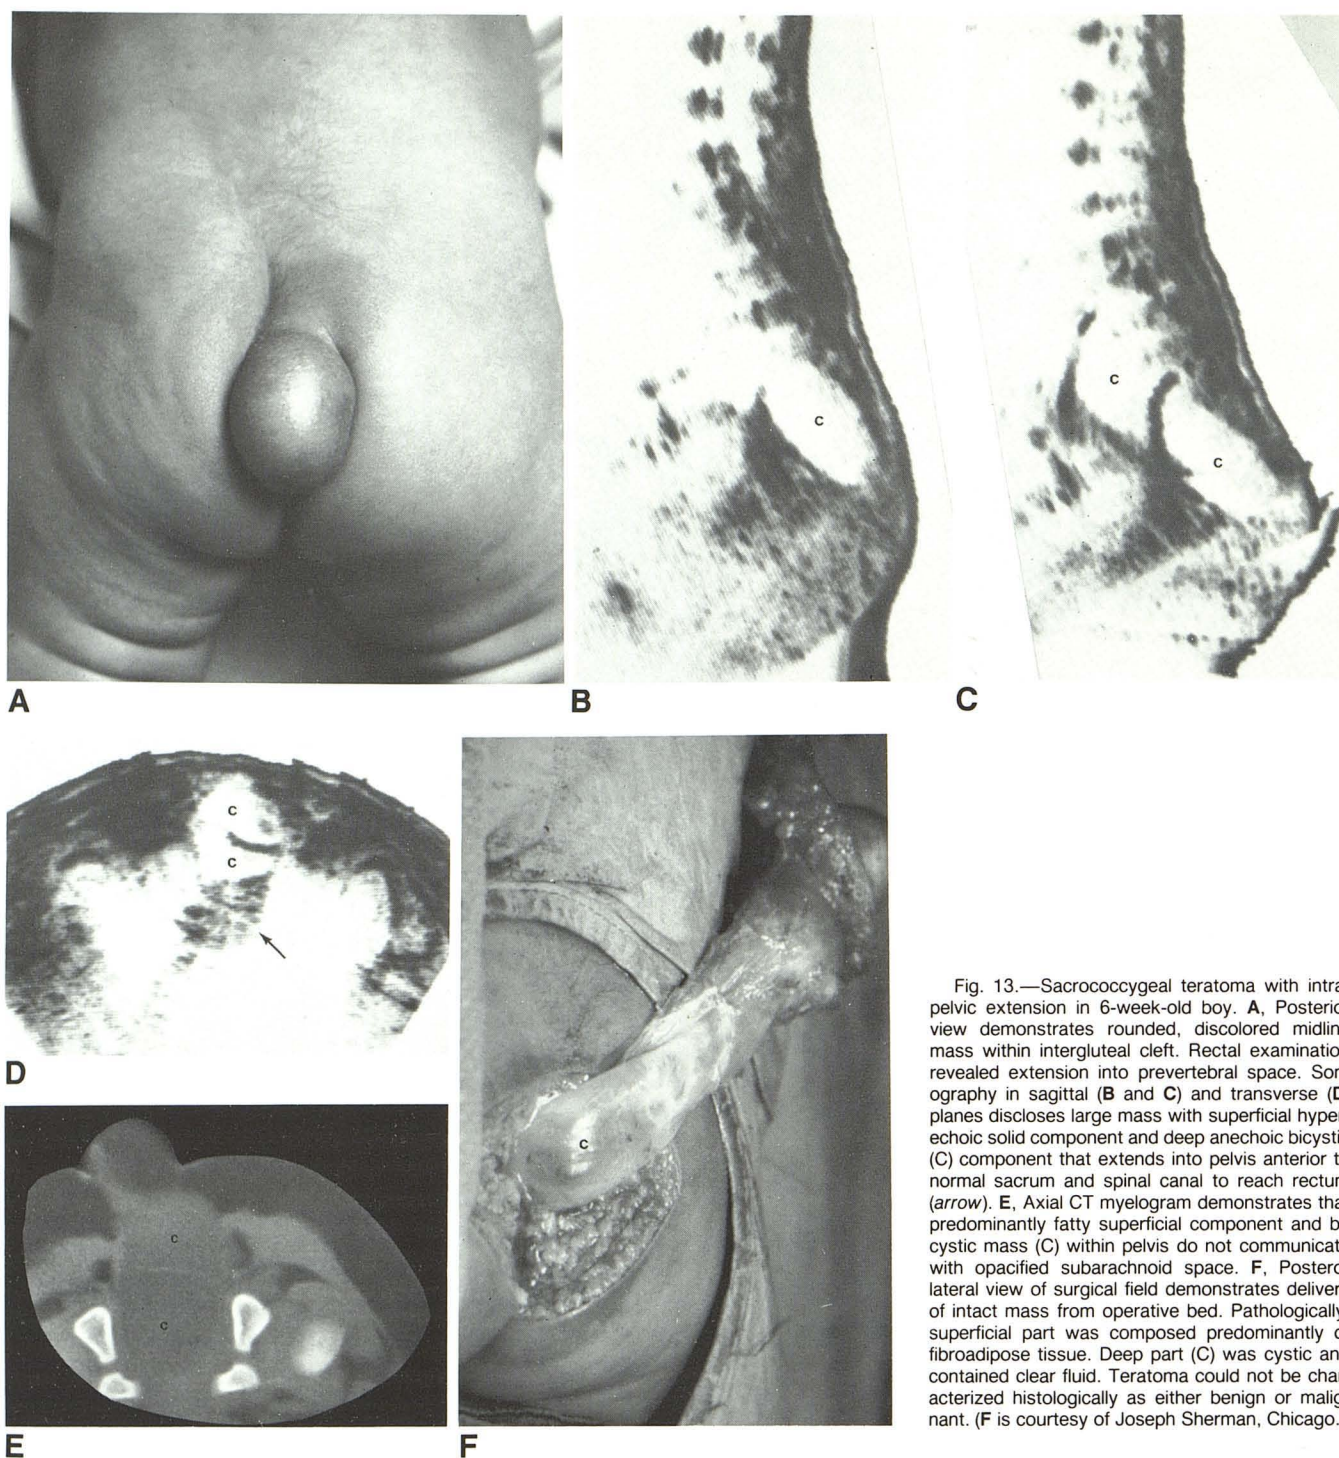 c
c
c
A
B
C
c
c
D
c
c
c
E
F
Fig. 13.—Sacrococcygeal teratoma with intra
pelvic extension in 6-week-old boy. A, Posterio
view demonstrates rounded, discolored midlin
mass within intergluteal cleft. Rectal examinatio
revealed extension into prevertebral space. Son
ography in sagittal (B and C) and transverse (D
planes discloses large mass with superficial hyper
echoic solid component and deep anechoic bicysti
(C) component that extends into pelvis anterior t
normal sacrum and spinal canal to reach rectur
(arrow). E, Axial CT myelogram demonstrates tha
predominantly fatty superficial component and b
cystic mass (C) within pelvis do not communicat
with opacified subarachnoid space. F, Postero
lateral view of surgical field demonstrates deliver
of intact mass from operative bed. Pathologically
superficial part was composed predominantly o
fibroadipose tissue. Deep part (C) was cystic an
contained clear fluid. Teratoma could not be char
acterized histologically as either benign or malig
nant. (F is courtesy of Joseph Sherman, Chicago.